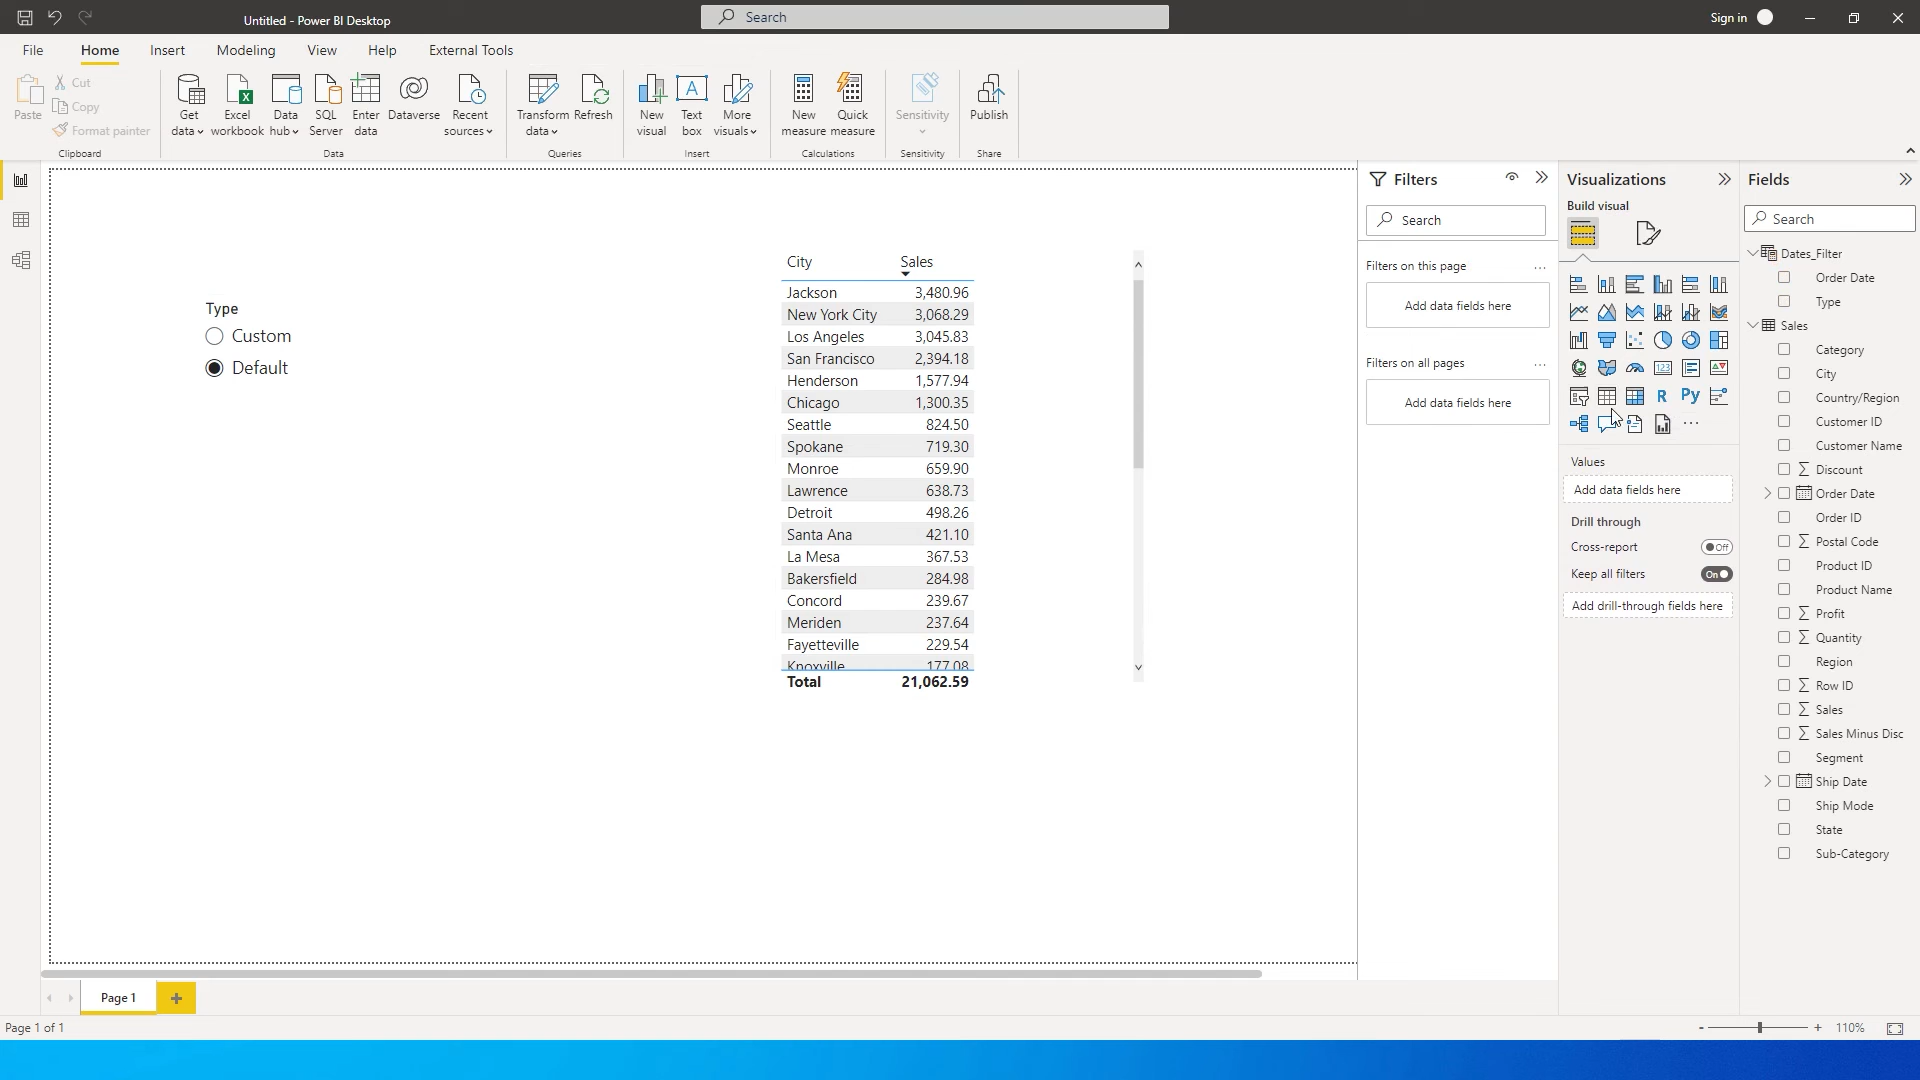 Untitled - Power BI Desktop
Search
Sign in
File
Home
Insert
Modeling
View
Help
External Tools
Paste
Cut
Copy
Format painter
Clipboard
Get data
Excel workbook
Data hub
SQL Server
Enter data
Dataverse
Recent sources
Data
Transform data
Refresh
Queries
New visual
A
Text box
More visuals
Insert
New measure
Quick measure
Calculations
Sensitivity
Sensitivity
Publish
Share
Type
Custom
Default
City Sales
Jackson 3,480.96
New York City 3,068.29
Los Angeles 3,045.83
San Francisco 2,394.18
Henderson 1,577.94
Chicago 1,300.35
Seattle 824.50
Spokane 719.30
Monroe 659.90
Lawrence 638.73
Detroit 498.26
Santa Ana 421.10
La Mesa 367.53
Bakersfield 284.98
Concord 239.67
Meriden 237.64
Fayetteville 229.54
Knoxville 177.08
Total 21,062.59
Filters
Search
Filters on this page ...
Add data fields here
Filters on all pages ...
Add data fields here
Visualizations
Build visual
123
R
Py
...
Values
Add data fields here
Drill through
Cross-report Off
Keep all filters On
Add drill-through fields here
Fields
Search
Dates_Filter
Order Date
Type
Sales
Category
City
Country/Region
Customer ID
Customer Name
∑ Discount
Order Date
Order ID
∑ Postal Code
Product ID
Product Name
∑ Profit
∑ Quantity
Region
∑ Row ID
∑ Sales
∑ Sales Minus Disc
Segment
Ship Date
Ship Mode
State
Sub-Category
Page 1
+
Page 1 of 1
- + 110%